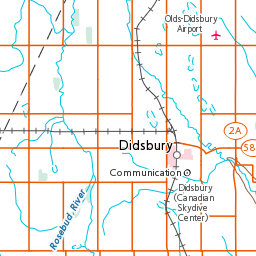 Olds-Didsbury
Airport
2A
58
Didsbury
Communication
Didsbury
(Canadian
Skydive
Center)
Rosebud River